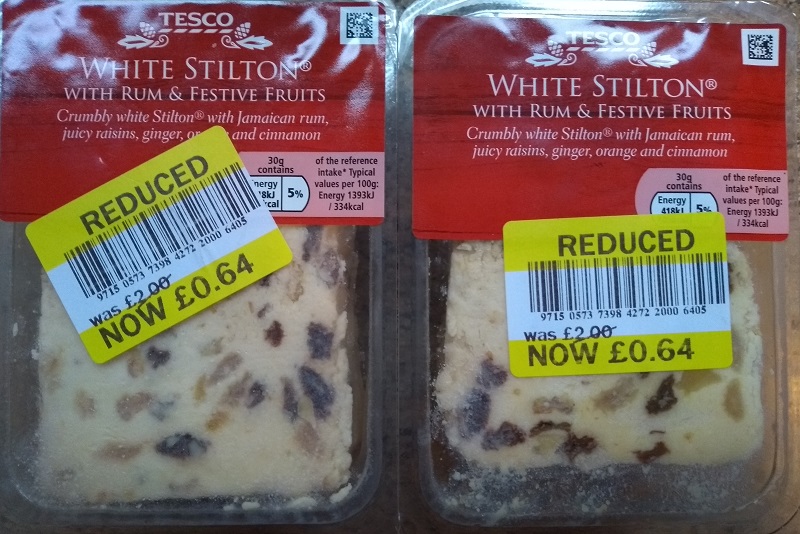 TESCO
WHITE STILTON®
WITH RUM & FESTIVE FRUITS
Crumbly white Stilton® with Jamaican rum,
juicy raisins, ginger, and cinnamon
30g
contains
5%
of the reference
intake* Typical
values per 100g:
Energy 1393kJ
/ 334kcal
REDUCED
9715 0573 7398 4272 2000 6405
was £2.00
NOW £0.64
TESCO
WHITE STILTON®
WITH RUM & FESTIVE FRUITS
Crumbly white Stilton® with Jamaican rum,
juicy raisins, ginger, orange and cinnamon
30g
contains
Energy
418kJ
5%
of the reference
intake* Typical
values per 100g:
Energy 1393kJ
/ 334kcal
REDUCED
9715 0573 7398 4272 2000 6405
was £2.00
NOW £0.64